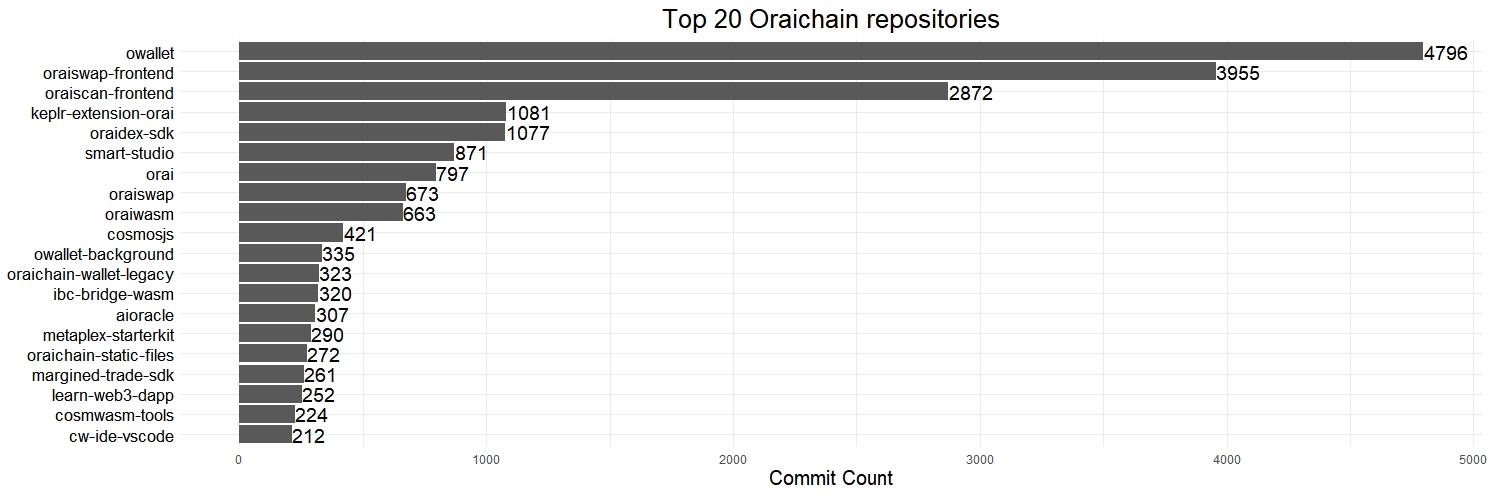 Top 20 Oraichain repositories
owallet 4796
oraiswap-frontend 3955
oraiscan-frontend 2872
keplr-extension-orai 1081
oraidex-sdk 1077
smart-studio 871
orai 797
oraiswap 673
oraiwasm 663
cosmosjs 421
owallet-background 335
oraichain-wallet-legacy 323
ibc-bridge-wasm 320
aioracle 307
metaplex-starterkit 290
oraichain-static-files 272
margined-trade-sdk 261
learn-web3-dapp 252
cosmwasm-tools 224
cw-ide-vscode 212
0 1000 2000 3000 4000 5000
Commit Count